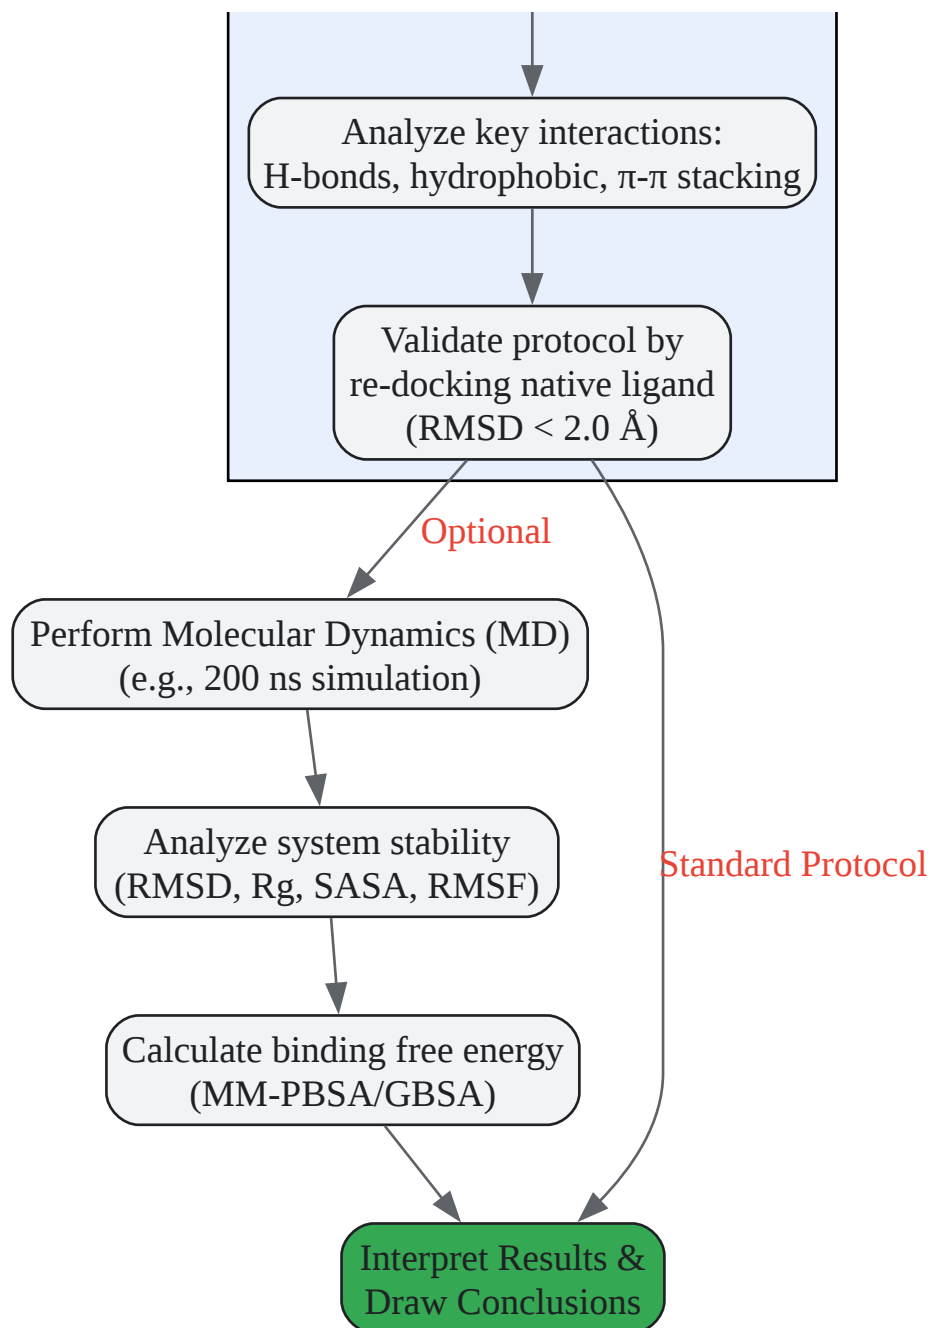 Analyze key interactions:
H-bonds, hydrophobic, π-π stacking
Validate protocol by
re-docking native ligand
(RMSD < 2.0 Å)
Optional
Perform Molecular Dynamics (MD)
(e.g., 200 ns simulation)
Analyze system stability
(RMSD, Rg, SASA, RMSF)
Standard Protocol
Calculate binding free energy
(MM-PBSA/GBSA)
Interpret Results &
Draw Conclusions